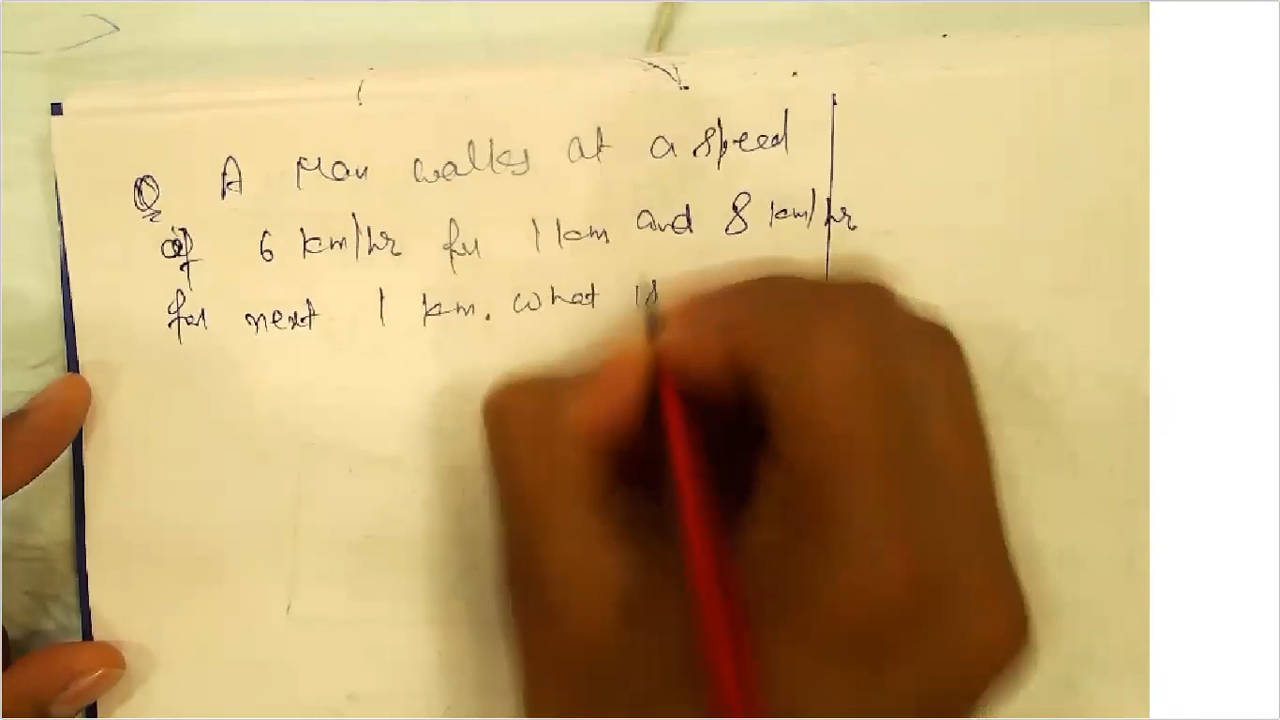 Q A Man walks at a speed
of 6 km/hr for 1 km and 8 km/hr
for next 1 km. what is